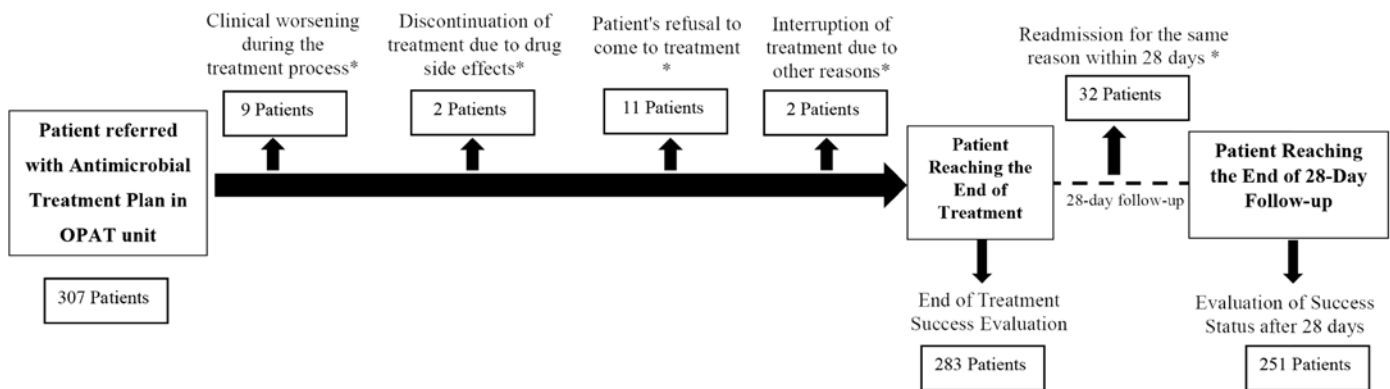 Patient referred
with Antimicrobial
Treatment Plan in
OPAT unit
307 Patients
Clinical worsening
during the
treatment process*
9 Patients
Discontinuation of
treatment due to drug
side effects*
2 Patients
Patient's refusal to
come to treatment
*
11 Patients
Interruption of
treatment due to
other reasons*
2 Patients
Patient
Reaching the
End of
Treatment
End of Treatment
Success Evaluation
283 Patients
Readmission for the same
reason within 28 days *
32 Patients
28-day follow-up
Patient Reaching
the End of 28-Day
Follow-up
Evaluation of Success
Status after 28 days
251 Patients